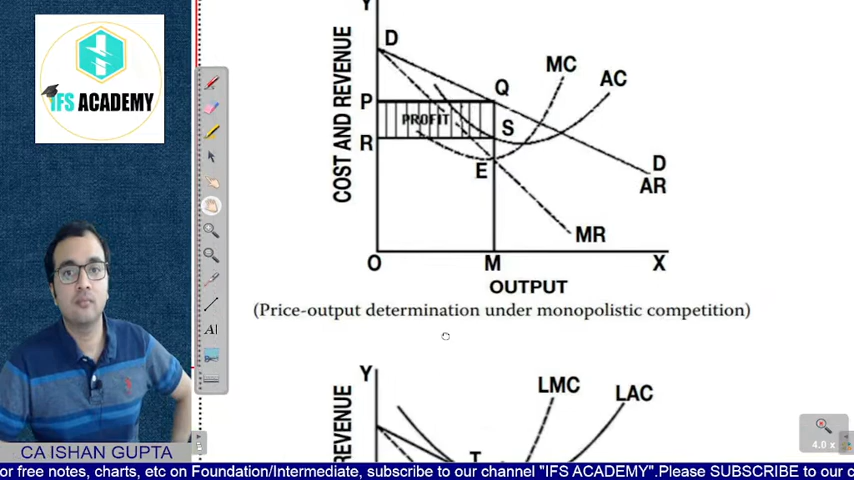 IFS ACADEMY
Y
COST AND REVENUE
D
MC
AC
P
Q
PROFIT
S
R
E
D
AR
MR
O
M
X
OUTPUT
(Price-output determination under monopolistic competition)
Y
REVENUE
LMC
LAC
T
A
4.0 x
CA ISHAN GUPTA
or free notes, charts, etc on Foundation/Intermediate, subscribe to our channel "IFS ACADEMY".Please SUBSCRIBE to our c